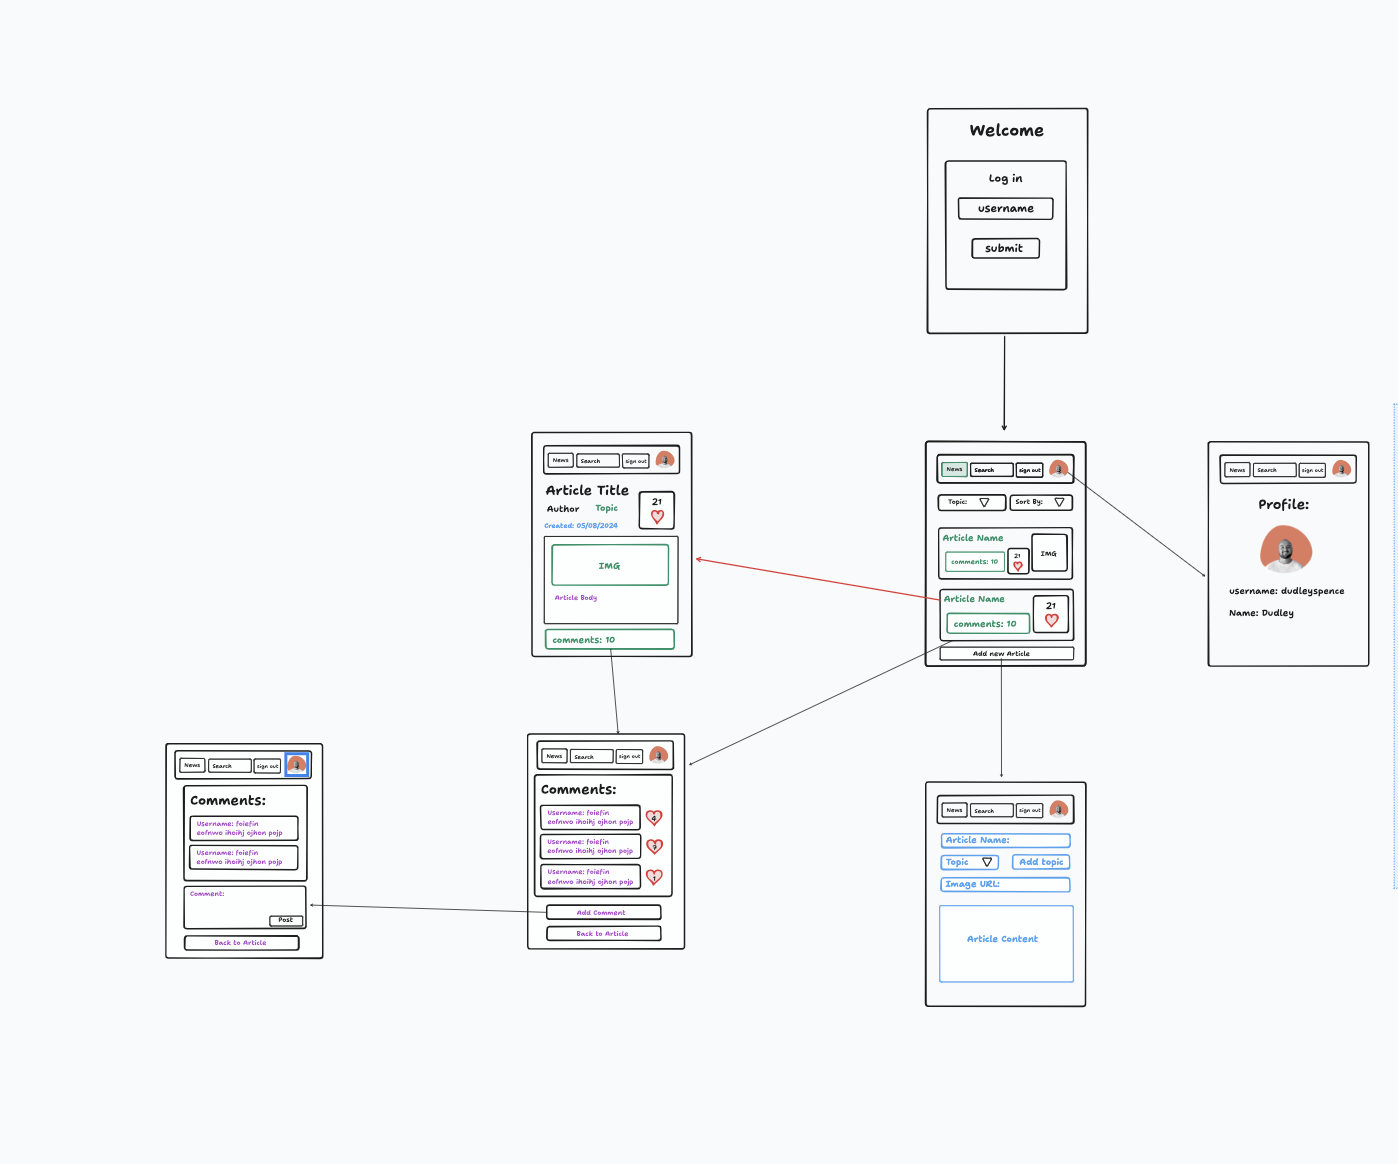 Welcome
Log in
username
submit
News Search sign out
Article Title
Author Topic
Created: 05/08/2024
21
IMG
Article Body
comments: 10
News Search sign out
Topic: Sort By:
Article Name
comments: 10
21
IMG
Article Name
comments: 10
21
Add new Article
News Search sign out
Profile:
username: dudleyspence
Name: Dudley
News Search sign out
Comments:
Username: foiefin
eofnwo ihoihj ojhon pojp
Username: foiefin
eofnwo ihoihj ojhon pojp
Comment:
Post
Back to Article
News Search sign out
Comments:
Username: foiefin
eofnwo ihoihj ojhon pojp
Username: foiefin
eofnwo ihoihj ojhon pojp
Username: foiefin
eofnwo ihoihj ojhon pojp
1
Add Comment
Back to Article
News Search sign out
Article Name:
Topic Add topic
Image URL:
Article Content